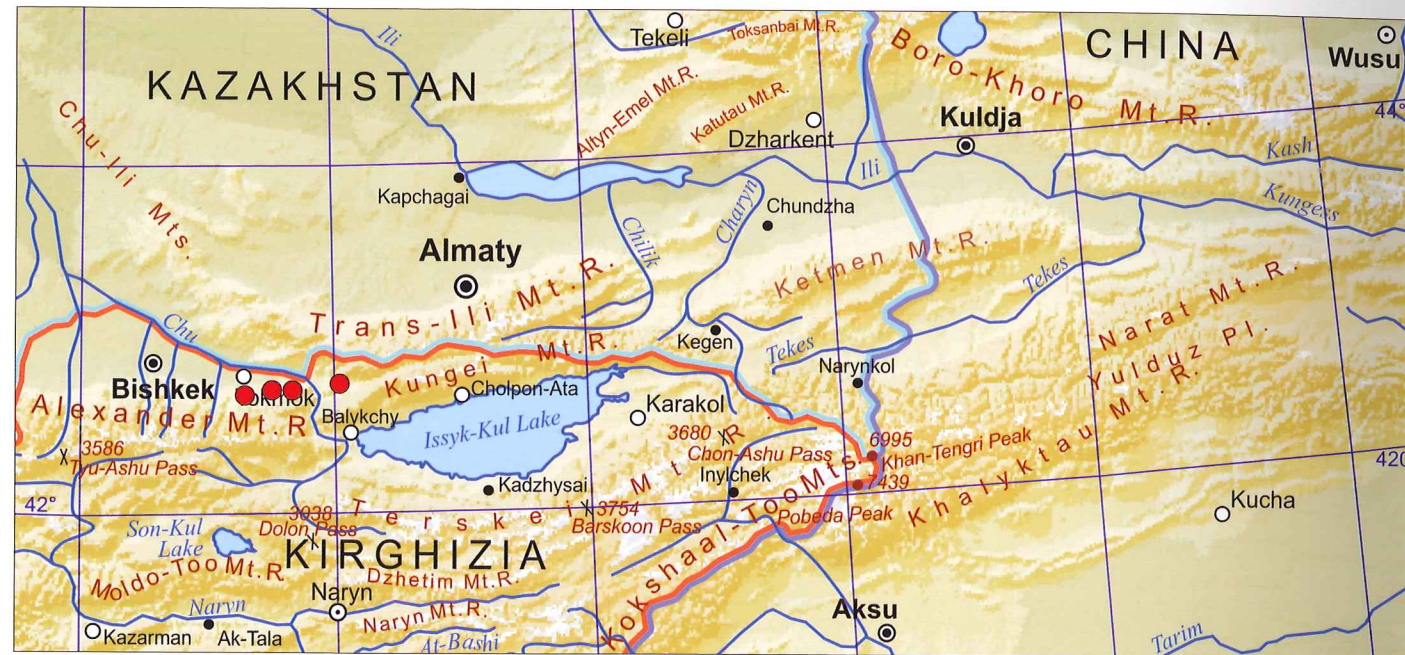 Ili
Tekeli
Toksanbai Mt.R.
Boro-Khoro Mt.R.
CHINA
Wusu
KAZAKHSTAN
Altyn-Emel Mt.R.
Katutau Mt.R.
Dzharkent
Kuldja
44°
Chu-Ili Mts.
Kash
Kapchagai
Ili
Kungess
Charyn
Chundzha
Chilik
Almaty
Ketmen Mt.R.
Tekes
Trans-Ili Mt.R.
Narat Mt.R.
Chu
Kegen
Tekes
Yulduz Pl.
Kungei Mt.R.
Narynkol
Bishkek
Cholpon-Ata
Alexander Mt.R
Balykchy
Karakol
Issyk-Kul Lake
3586
Tyu-Ashu Pass
3680
Chon-Ashu Pass
6995
Khan-Tengri Peak
Khalyktau Mt.R.
420
Inylchek
7439
Kadzhysai
Pobeda Peak
Kucha
42°
Terskei Mt.R.
3754
Barskoon Pass
3038
Dolon Pass
Son-Kul
Lake
KIRGHIZIA
Kokshaal-Too Mts.
Moldo-Too Mt.R
Dzhetim Mt.R.
Naryn
Naryn
Naryn Mt.R.
Aksu
Kazarman
Ak-Tala
At-Bashi
Tarim